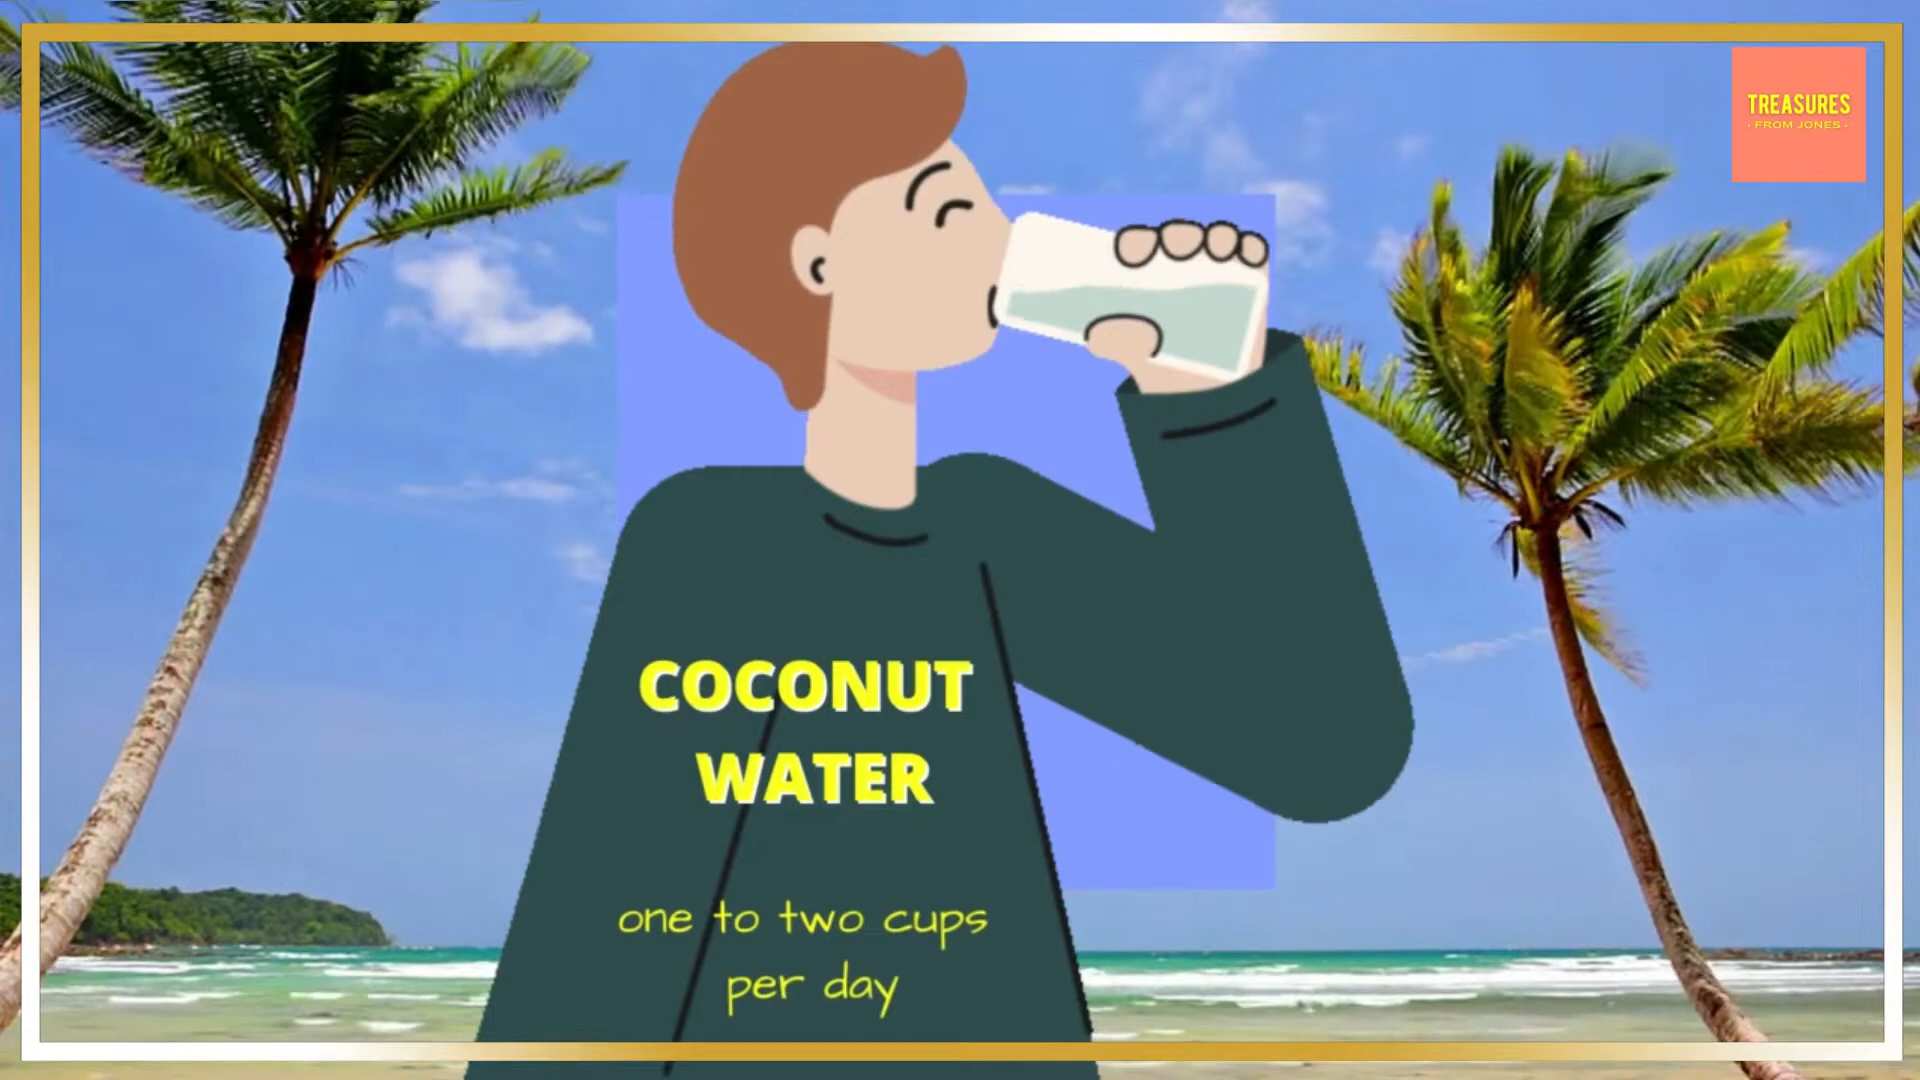 TREASURES
• FROM JONES •
COCONUT
WATER
one to two cups
per day